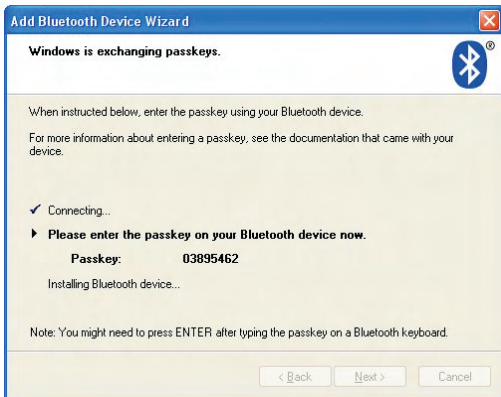 Add Bluetooth Device Wizard
Windows is exchanging passkeys.
®
When instructed below, enter the passkey using your Bluetooth device.
For more information about entering a passkey, see the documentation that came with your
device.
Connecting...
Please enter the passkey on your Bluetooth device now.
Passkey: 03895462
Installing Bluetooth device...
Note: You might need to press ENTER after typing the passkey on a Bluetooth keyboard.
< Back Next > Cancel